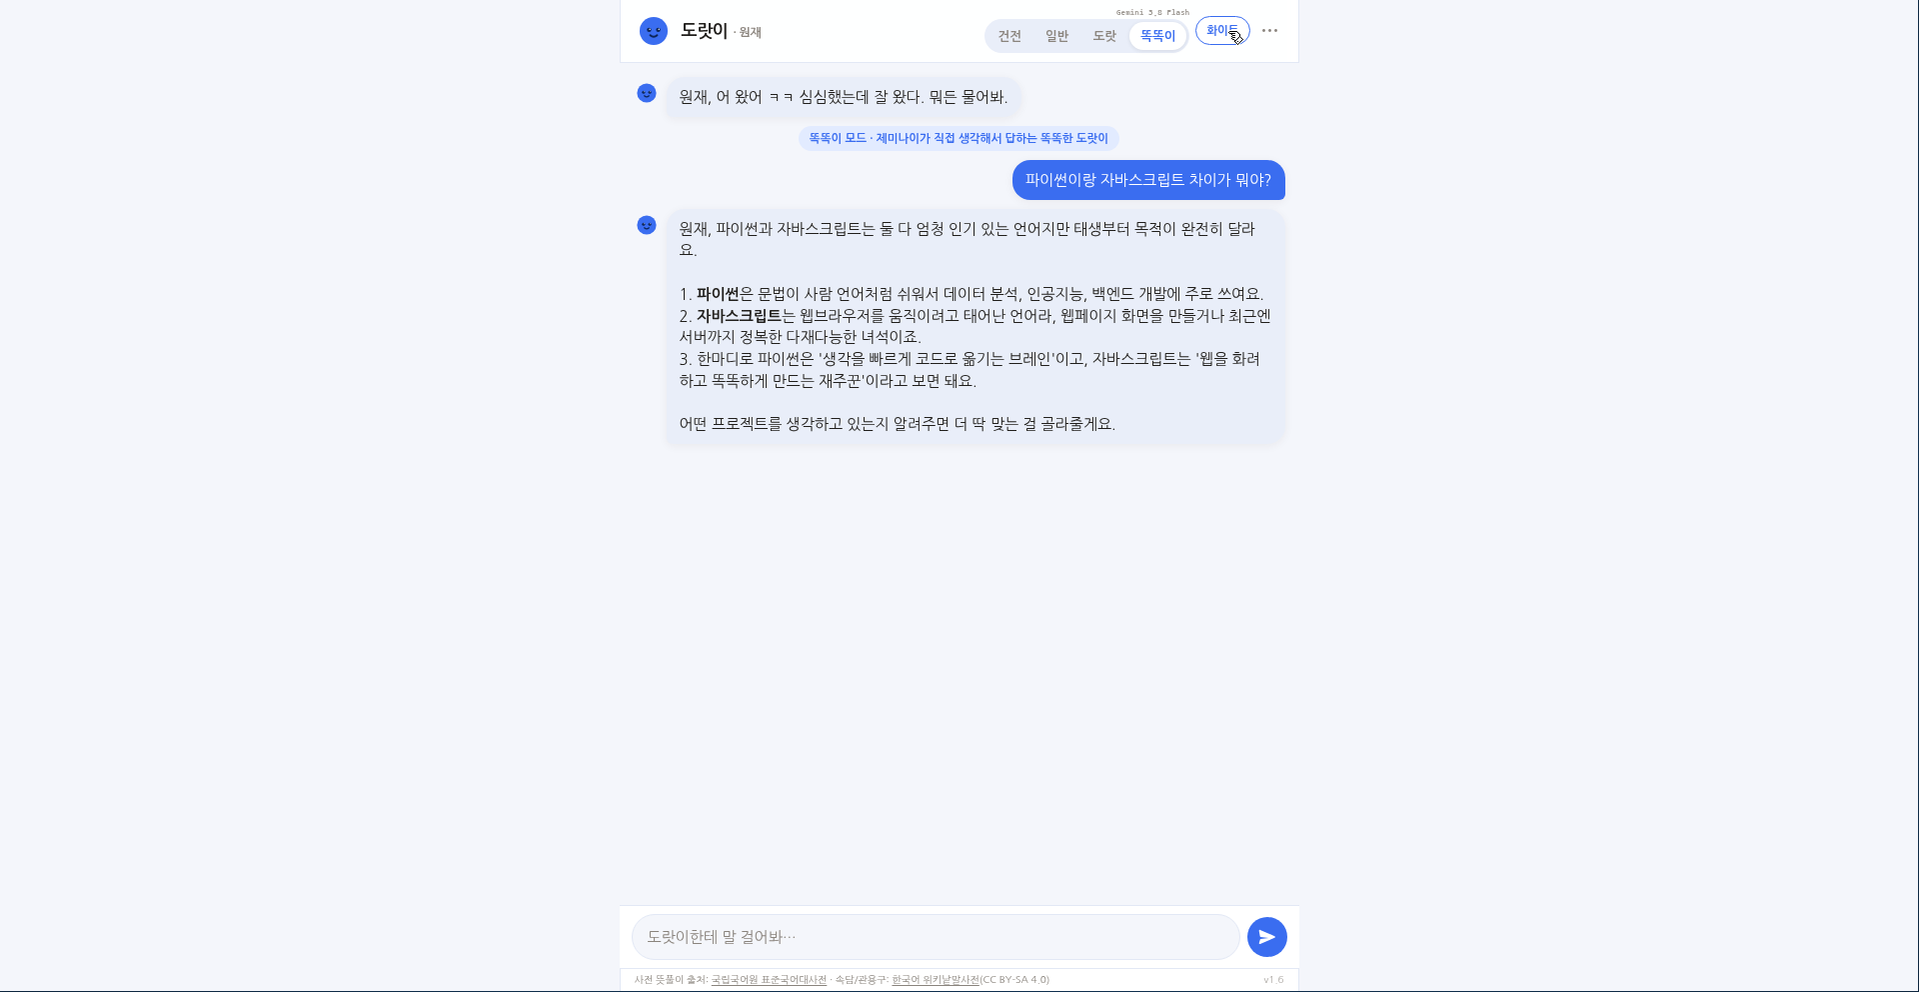 Gemini 3.8 Flash
도랏이 · 원재
건전 일반 도랏 똑똑이 화이트 ···
원재, 어 왔어 ㅋㅋ 심심했는데 잘 왔다. 뭐든 물어봐.
똑똑이 모드 · 제미나이가 직접 생각해서 답하는 똑똑한 도랏이
파이썬이랑 자바스크립트 차이가 뭐야?
원재, 파이썬과 자바스크립트는 둘 다 엄청 인기 있는 언어지만 태생부터 목적이 완전히 달라
요.
1. 파이썬은 문법이 사람 언어처럼 쉬워서 데이터 분석, 인공지능, 백엔드 개발에 주로 쓰여요.
2. 자바스크립트는 웹브라우저를 움직이려고 태어난 언어라, 웹페이지 화면을 만들거나 최근엔
서버까지 정복한 다재다능한 녀석이죠.
3. 한마디로 파이썬은 '생각을 빠르게 코드로 옮기는 브레인'이고, 자바스크립트는 '웹을 화려
하고 똑똑하게 만드는 재주꾼'이라고 보면 돼요.
어떤 프로젝트를 생각하고 있는지 알려주면 더 딱 맞는 걸 골라줄게요.
도랏이한테 말 걸어봐…
사전 뜻풀이 출처: 국립국어원 표준국어대사전 · 속담/관용구: 한국어 위키낱말사전(CC BY-SA 4.0) v1.6